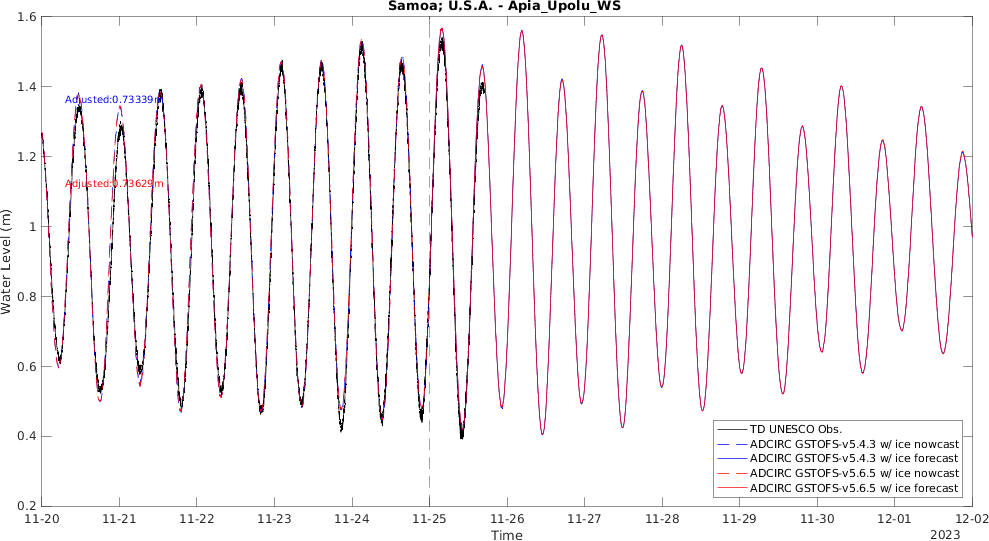 Samoa; U.S.A. - Apia_Upolu_WS
1.6
1.4
1.2
1
0.8
0.6
0.4
0.2
Water Level (m)
Adjusted:0.73339m
Adjusted:0.73629m
TD UNESCO Obs.
ADCIRC GSTOFS-v5.4.3 w/ ice nowcast
ADCIRC GSTOFS-v5.4.3 w/ ice forecast
ADCIRC GSTOFS-v5.6.5 w/ ice nowcast
ADCIRC GSTOFS-v5.6.5 w/ ice forecast
11-20 11-21 11-22 11-23 11-24 11-25 11-26 11-27 11-28 11-29 11-30 12-01 12-02
Time
2023